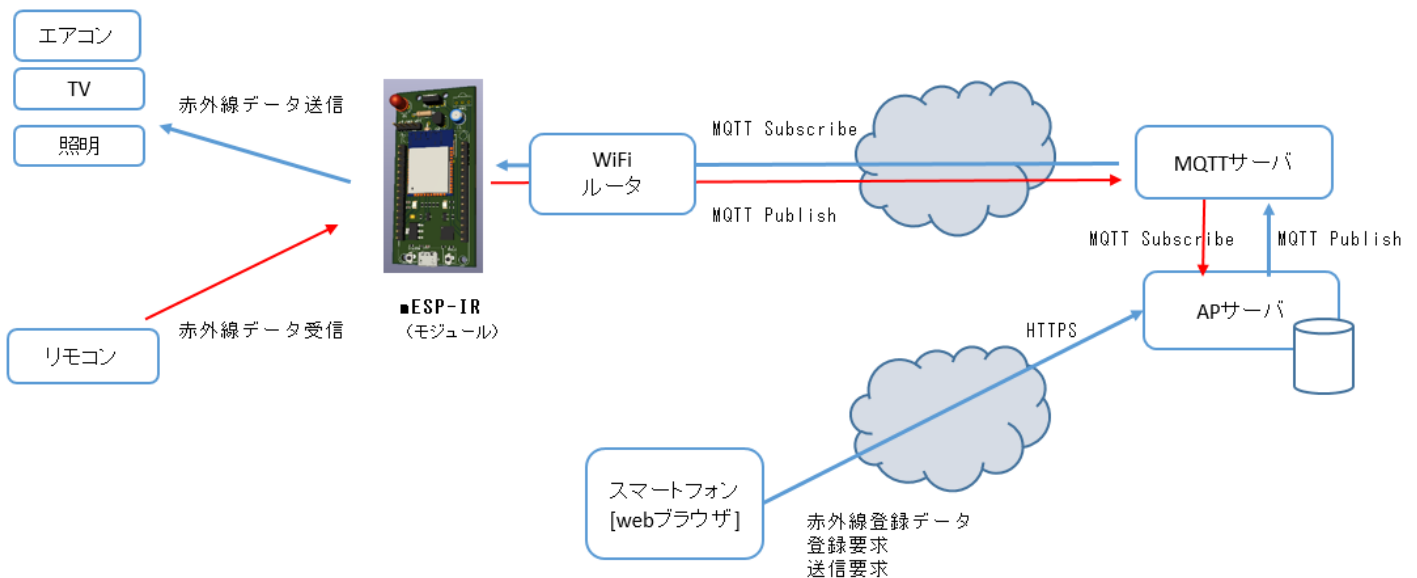 エアコン
TV
照明
赤外線データ送信
リモコン
赤外線データ受信
■ESP-IR
（モジュール）
WiFi
ルータ
MQTT Subscribe
MQTT Publish
MQTTサーバ
MQTT Subscribe
MQTT Publish
APサーバ
HTTPS
スマートフォン
[webブラウザ]
赤外線登録データ
登録要求
送信要求